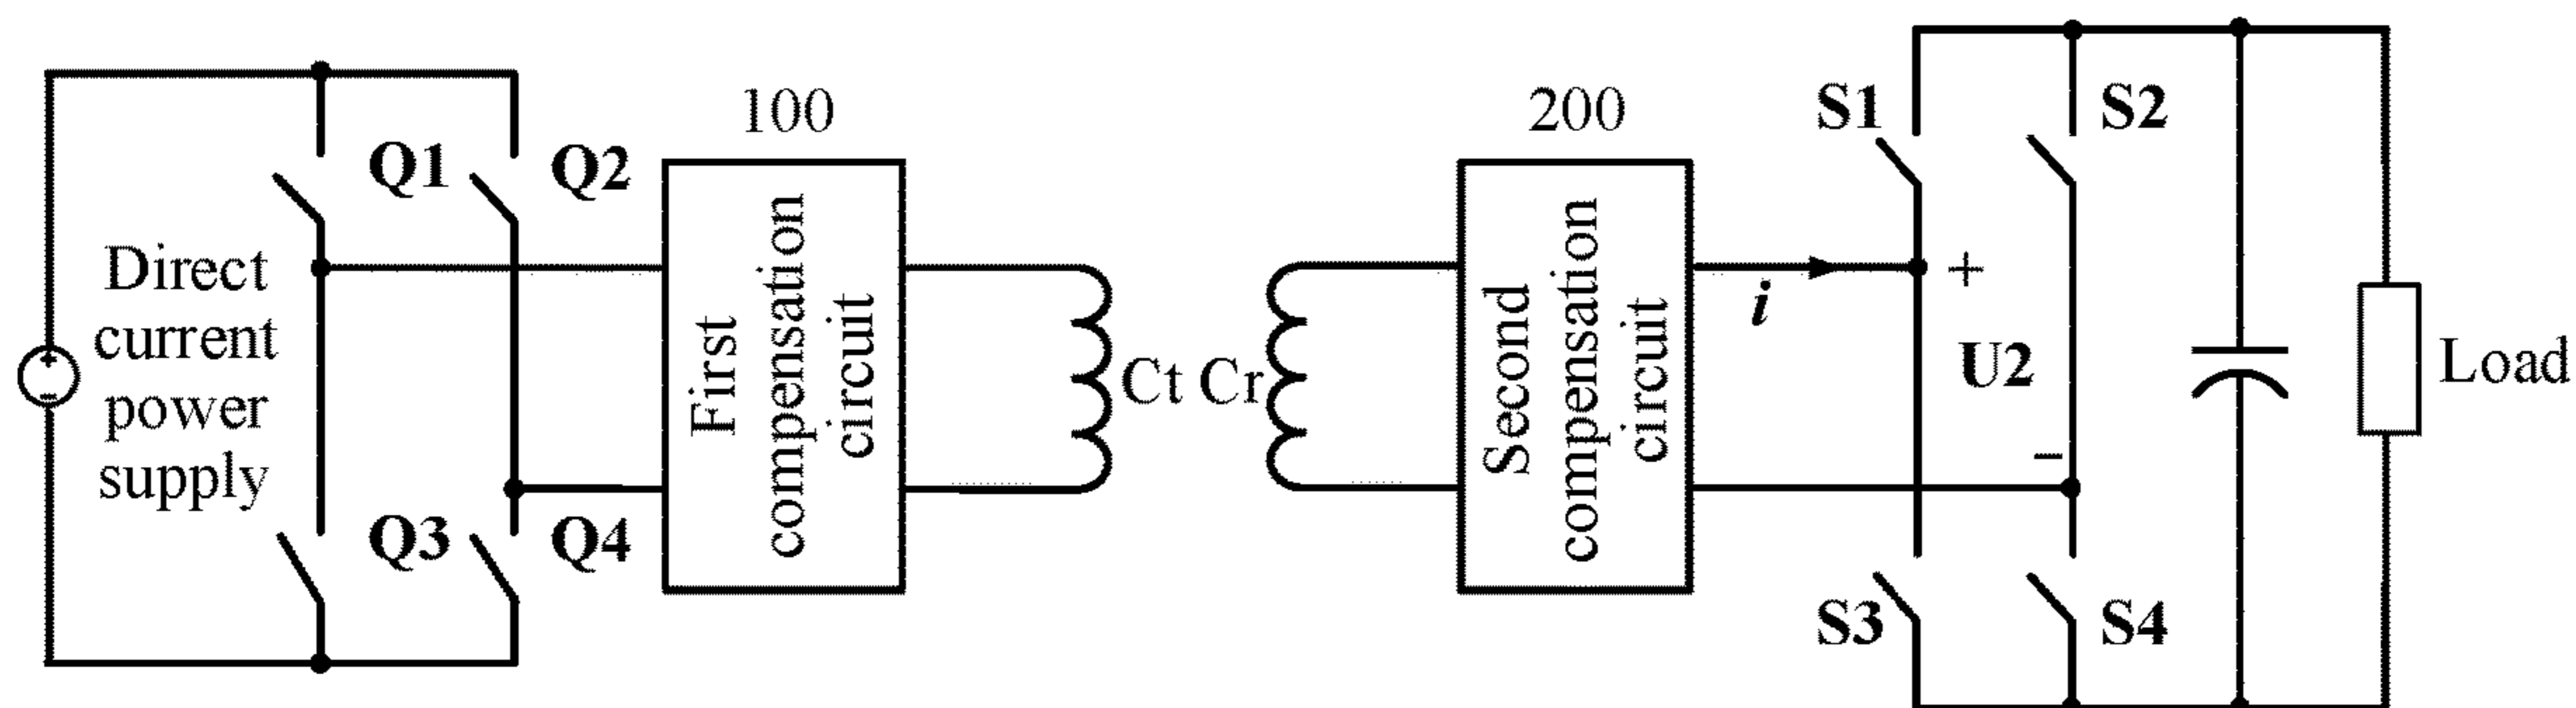 Direct
current
power
supply
+
-
Q1
Q2
Q3
Q4
100
First
compensation
circuit
Ct
Cr
200
Second
compensation
circuit
i
S1
S2
+
U2
-
S3
S4
Load